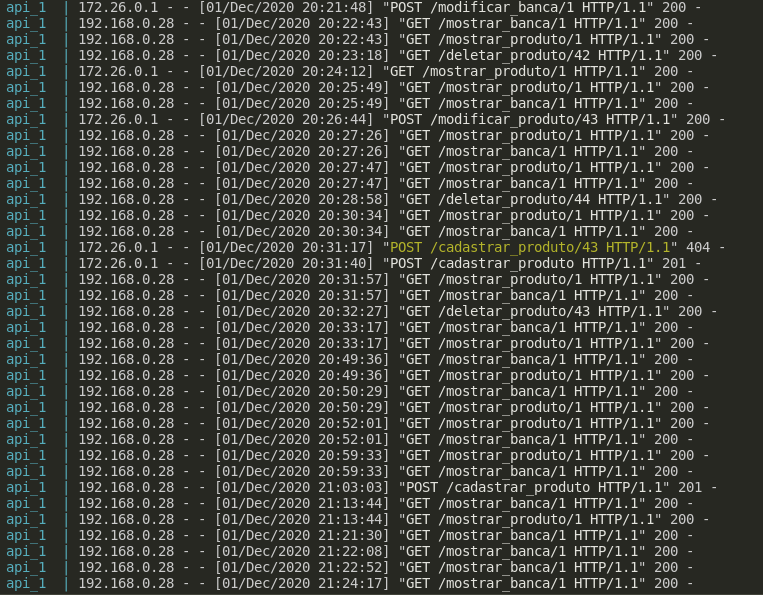 api_1  | 172.26.0.1 - - [01/Dec/2020 20:21:48] "POST /modificar_banca/1 HTTP/1.1" 200 -
api_1  | 192.168.0.28 - - [01/Dec/2020 20:22:43] "GET /mostrar_banca/1 HTTP/1.1" 200 -
api_1  | 192.168.0.28 - - [01/Dec/2020 20:22:43] "GET /mostrar_produto/1 HTTP/1.1" 200 -
api_1  | 192.168.0.28 - - [01/Dec/2020 20:23:18] "GET /deletar_produto/42 HTTP/1.1" 200 -
api_1  | 172.26.0.1 - - [01/Dec/2020 20:24:12] "GET /mostrar_produto/1 HTTP/1.1" 200 -
api_1  | 192.168.0.28 - - [01/Dec/2020 20:25:49] "GET /mostrar_produto/1 HTTP/1.1" 200 -
api_1  | 192.168.0.28 - - [01/Dec/2020 20:25:49] "GET /mostrar_banca/1 HTTP/1.1" 200 -
api_1  | 172.26.0.1 - - [01/Dec/2020 20:26:44] "POST /modificar_produto/43 HTTP/1.1" 200 -
api_1  | 192.168.0.28 - - [01/Dec/2020 20:27:26] "GET /mostrar_produto/1 HTTP/1.1" 200 -
api_1  | 192.168.0.28 - - [01/Dec/2020 20:27:26] "GET /mostrar_banca/1 HTTP/1.1" 200 -
api_1  | 192.168.0.28 - - [01/Dec/2020 20:27:47] "GET /mostrar_produto/1 HTTP/1.1" 200 -
api_1  | 192.168.0.28 - - [01/Dec/2020 20:27:47] "GET /mostrar_banca/1 HTTP/1.1" 200 -
api_1  | 192.168.0.28 - - [01/Dec/2020 20:28:58] "GET /deletar_produto/44 HTTP/1.1" 200 -
api_1  | 192.168.0.28 - - [01/Dec/2020 20:30:34] "GET /mostrar_produto/1 HTTP/1.1" 200 -
api_1  | 192.168.0.28 - - [01/Dec/2020 20:30:34] "GET /mostrar_banca/1 HTTP/1.1" 200 -
api_1  | 172.26.0.1 - - [01/Dec/2020 20:31:17] "POST /cadastrar_produto/43 HTTP/1.1" 404 -
api_1  | 172.26.0.1 - - [01/Dec/2020 20:31:40] "POST /cadastrar_produto HTTP/1.1" 201 -
api_1  | 192.168.0.28 - - [01/Dec/2020 20:31:57] "GET /mostrar_produto/1 HTTP/1.1" 200 -
api_1  | 192.168.0.28 - - [01/Dec/2020 20:31:57] "GET /mostrar_banca/1 HTTP/1.1" 200 -
api_1  | 192.168.0.28 - - [01/Dec/2020 20:32:27] "GET /deletar_produto/43 HTTP/1.1" 200 -
api_1  | 192.168.0.28 - - [01/Dec/2020 20:33:17] "GET /mostrar_banca/1 HTTP/1.1" 200 -
api_1  | 192.168.0.28 - - [01/Dec/2020 20:33:17] "GET /mostrar_produto/1 HTTP/1.1" 200 -
api_1  | 192.168.0.28 - - [01/Dec/2020 20:49:36] "GET /mostrar_banca/1 HTTP/1.1" 200 -
api_1  | 192.168.0.28 - - [01/Dec/2020 20:49:36] "GET /mostrar_produto/1 HTTP/1.1" 200 -
api_1  | 192.168.0.28 - - [01/Dec/2020 20:50:29] "GET /mostrar_banca/1 HTTP/1.1" 200 -
api_1  | 192.168.0.28 - - [01/Dec/2020 20:50:29] "GET /mostrar_produto/1 HTTP/1.1" 200 -
api_1  | 192.168.0.28 - - [01/Dec/2020 20:52:01] "GET /mostrar_produto/1 HTTP/1.1" 200 -
api_1  | 192.168.0.28 - - [01/Dec/2020 20:52:01] "GET /mostrar_banca/1 HTTP/1.1" 200 -
api_1  | 192.168.0.28 - - [01/Dec/2020 20:59:33] "GET /mostrar_produto/1 HTTP/1.1" 200 -
api_1  | 192.168.0.28 - - [01/Dec/2020 20:59:33] "GET /mostrar_banca/1 HTTP/1.1" 200 -
api_1  | 192.168.0.28 - - [01/Dec/2020 21:03:03] "POST /cadastrar_produto HTTP/1.1" 201 -
api_1  | 192.168.0.28 - - [01/Dec/2020 21:13:44] "GET /mostrar_banca/1 HTTP/1.1" 200 -
api_1  | 192.168.0.28 - - [01/Dec/2020 21:13:44] "GET /mostrar_produto/1 HTTP/1.1" 200 -
api_1  | 192.168.0.28 - - [01/Dec/2020 21:21:30] "GET /mostrar_banca/1 HTTP/1.1" 200 -
api_1  | 192.168.0.28 - - [01/Dec/2020 21:22:08] "GET /mostrar_banca/1 HTTP/1.1" 200 -
api_1  | 192.168.0.28 - - [01/Dec/2020 21:22:52] "GET /mostrar_banca/1 HTTP/1.1" 200 -
api_1  | 192.168.0.28 - - [01/Dec/2020 21:24:17] "GET /mostrar_banca/1 HTTP/1.1" 200 -